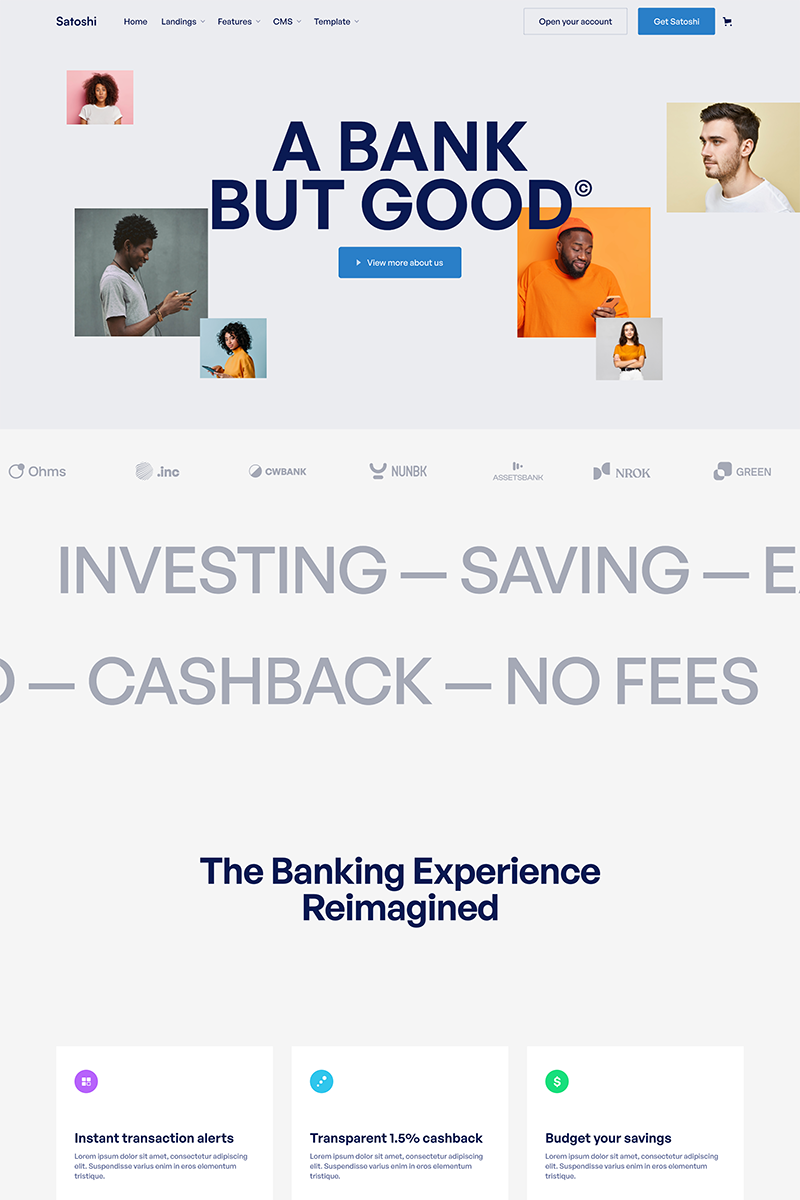 Satoshi Home Landings Features CMS Template Open your account Get Satoshi
A BANK
BUT GOOD©
View more about us
Ohms .inc CWBANK NUNBK ASSETSBANK NROK GREEN
INVESTING — SAVING — E
— CASHBACK — NO FEES
The Banking Experience
Reimagined
Instant transaction alerts
Lorem ipsum dolor sit amet, consectetur adipiscing
elit. Suspendisse varius enim in eros elementum
tristique.
Transparent 1.5% cashback
Lorem ipsum dolor sit amet, consectetur adipiscing
elit. Suspendisse varius enim in eros elementum
tristique.
Budget your savings
Lorem ipsum dolor sit amet, consectetur adipiscing
elit. Suspendisse varius enim in eros elementum
tristique.